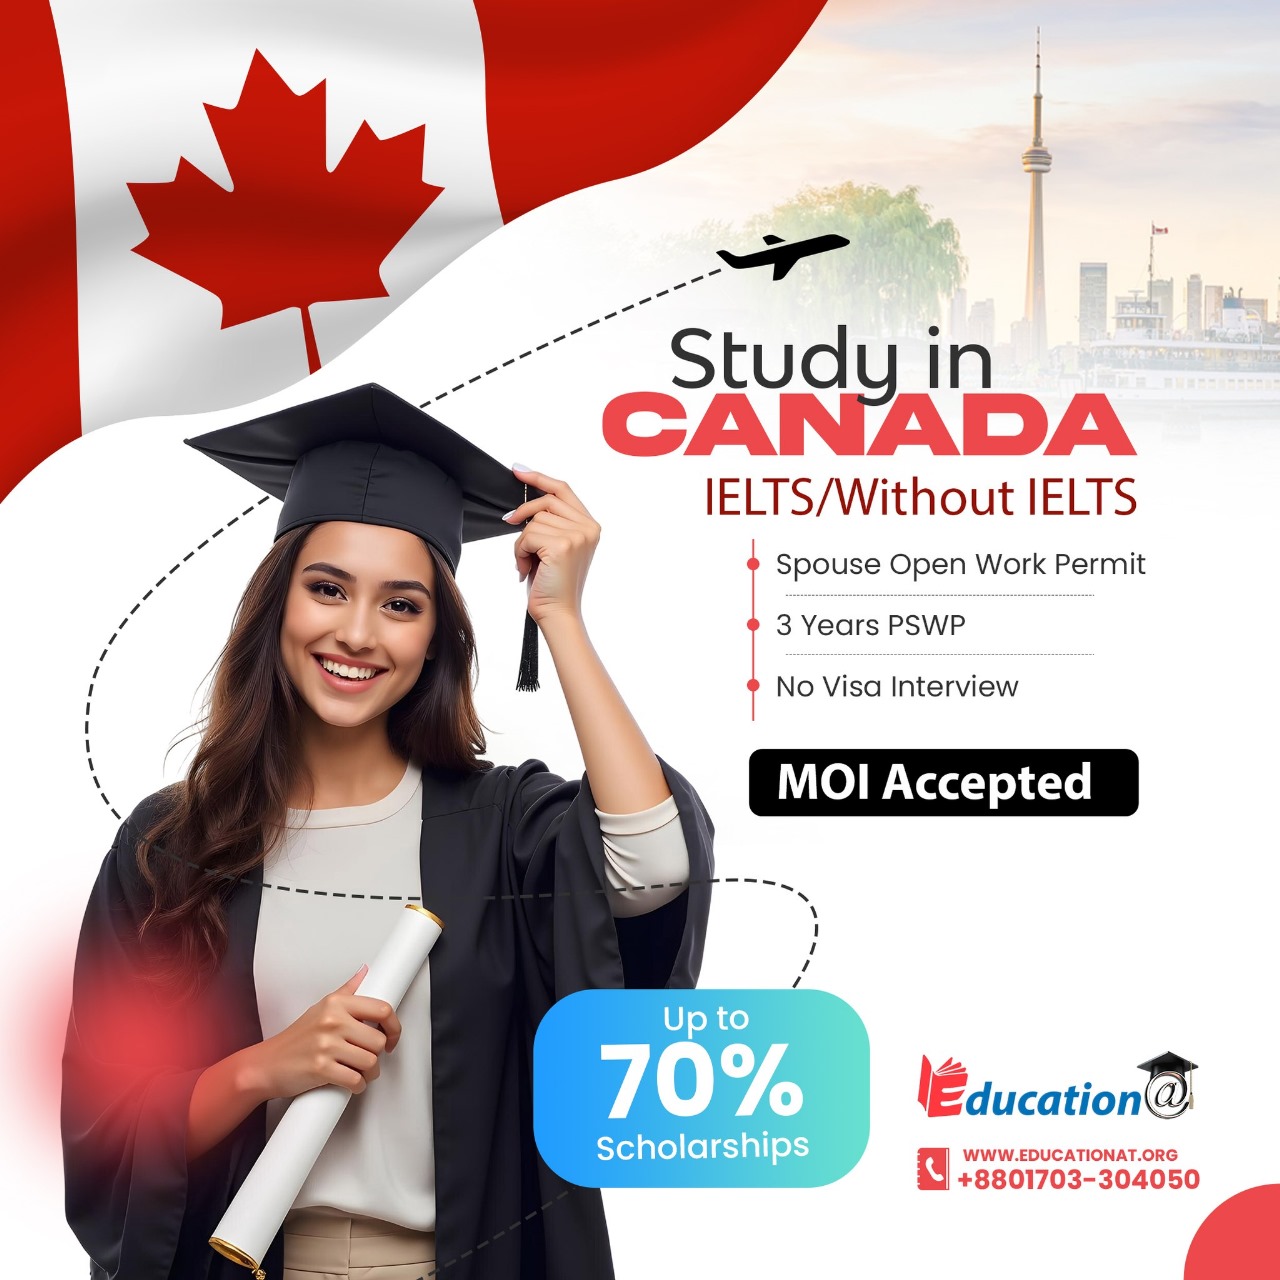 Study in
CANADA
IELTS/Without IELTS
Spouse Open Work Permit
3 Years PSWP
No Visa Interview
MOI Accepted
Up to
70%
Scholarships
Education@
WWW.EDUCATIONAT.ORG
+8801703-304050